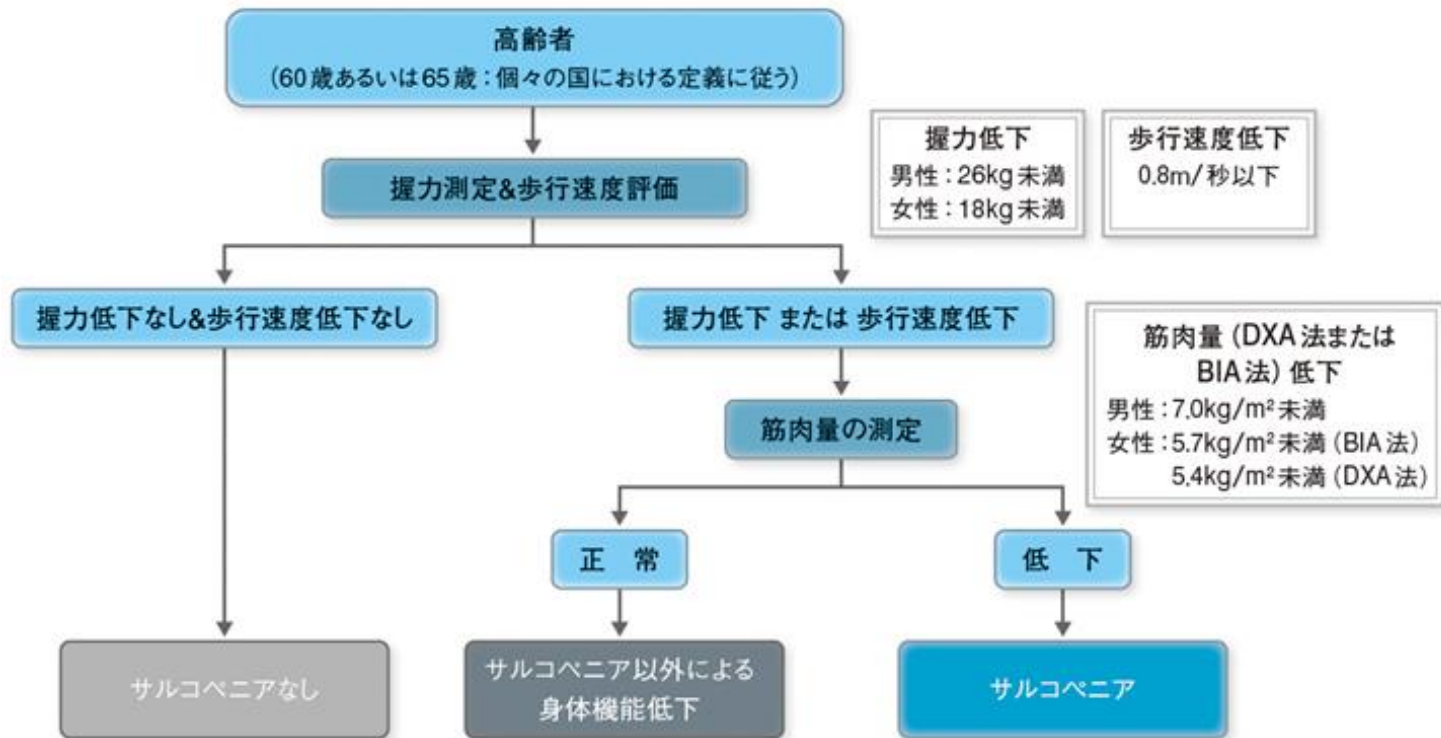 高齢者
(60歳あるいは65歳：個々の国における定義に従う)
握力測定&歩行速度評価
握力低下
男性：26kg未満
女性：18kg未満
歩行速度低下
0.8m/秒以下
握力低下なし&歩行速度低下なし
握力低下 または 歩行速度低下
筋肉量 (DXA法または
BIA法) 低下
男性：7.0kg/m²未満
女性：5.7kg/m²未満 (BIA法)
5.4kg/m²未満 (DXA法)
筋肉量の測定
正　常
低　下
サルコペニアなし
サルコペニア以外による
身体機能低下
サルコペニア